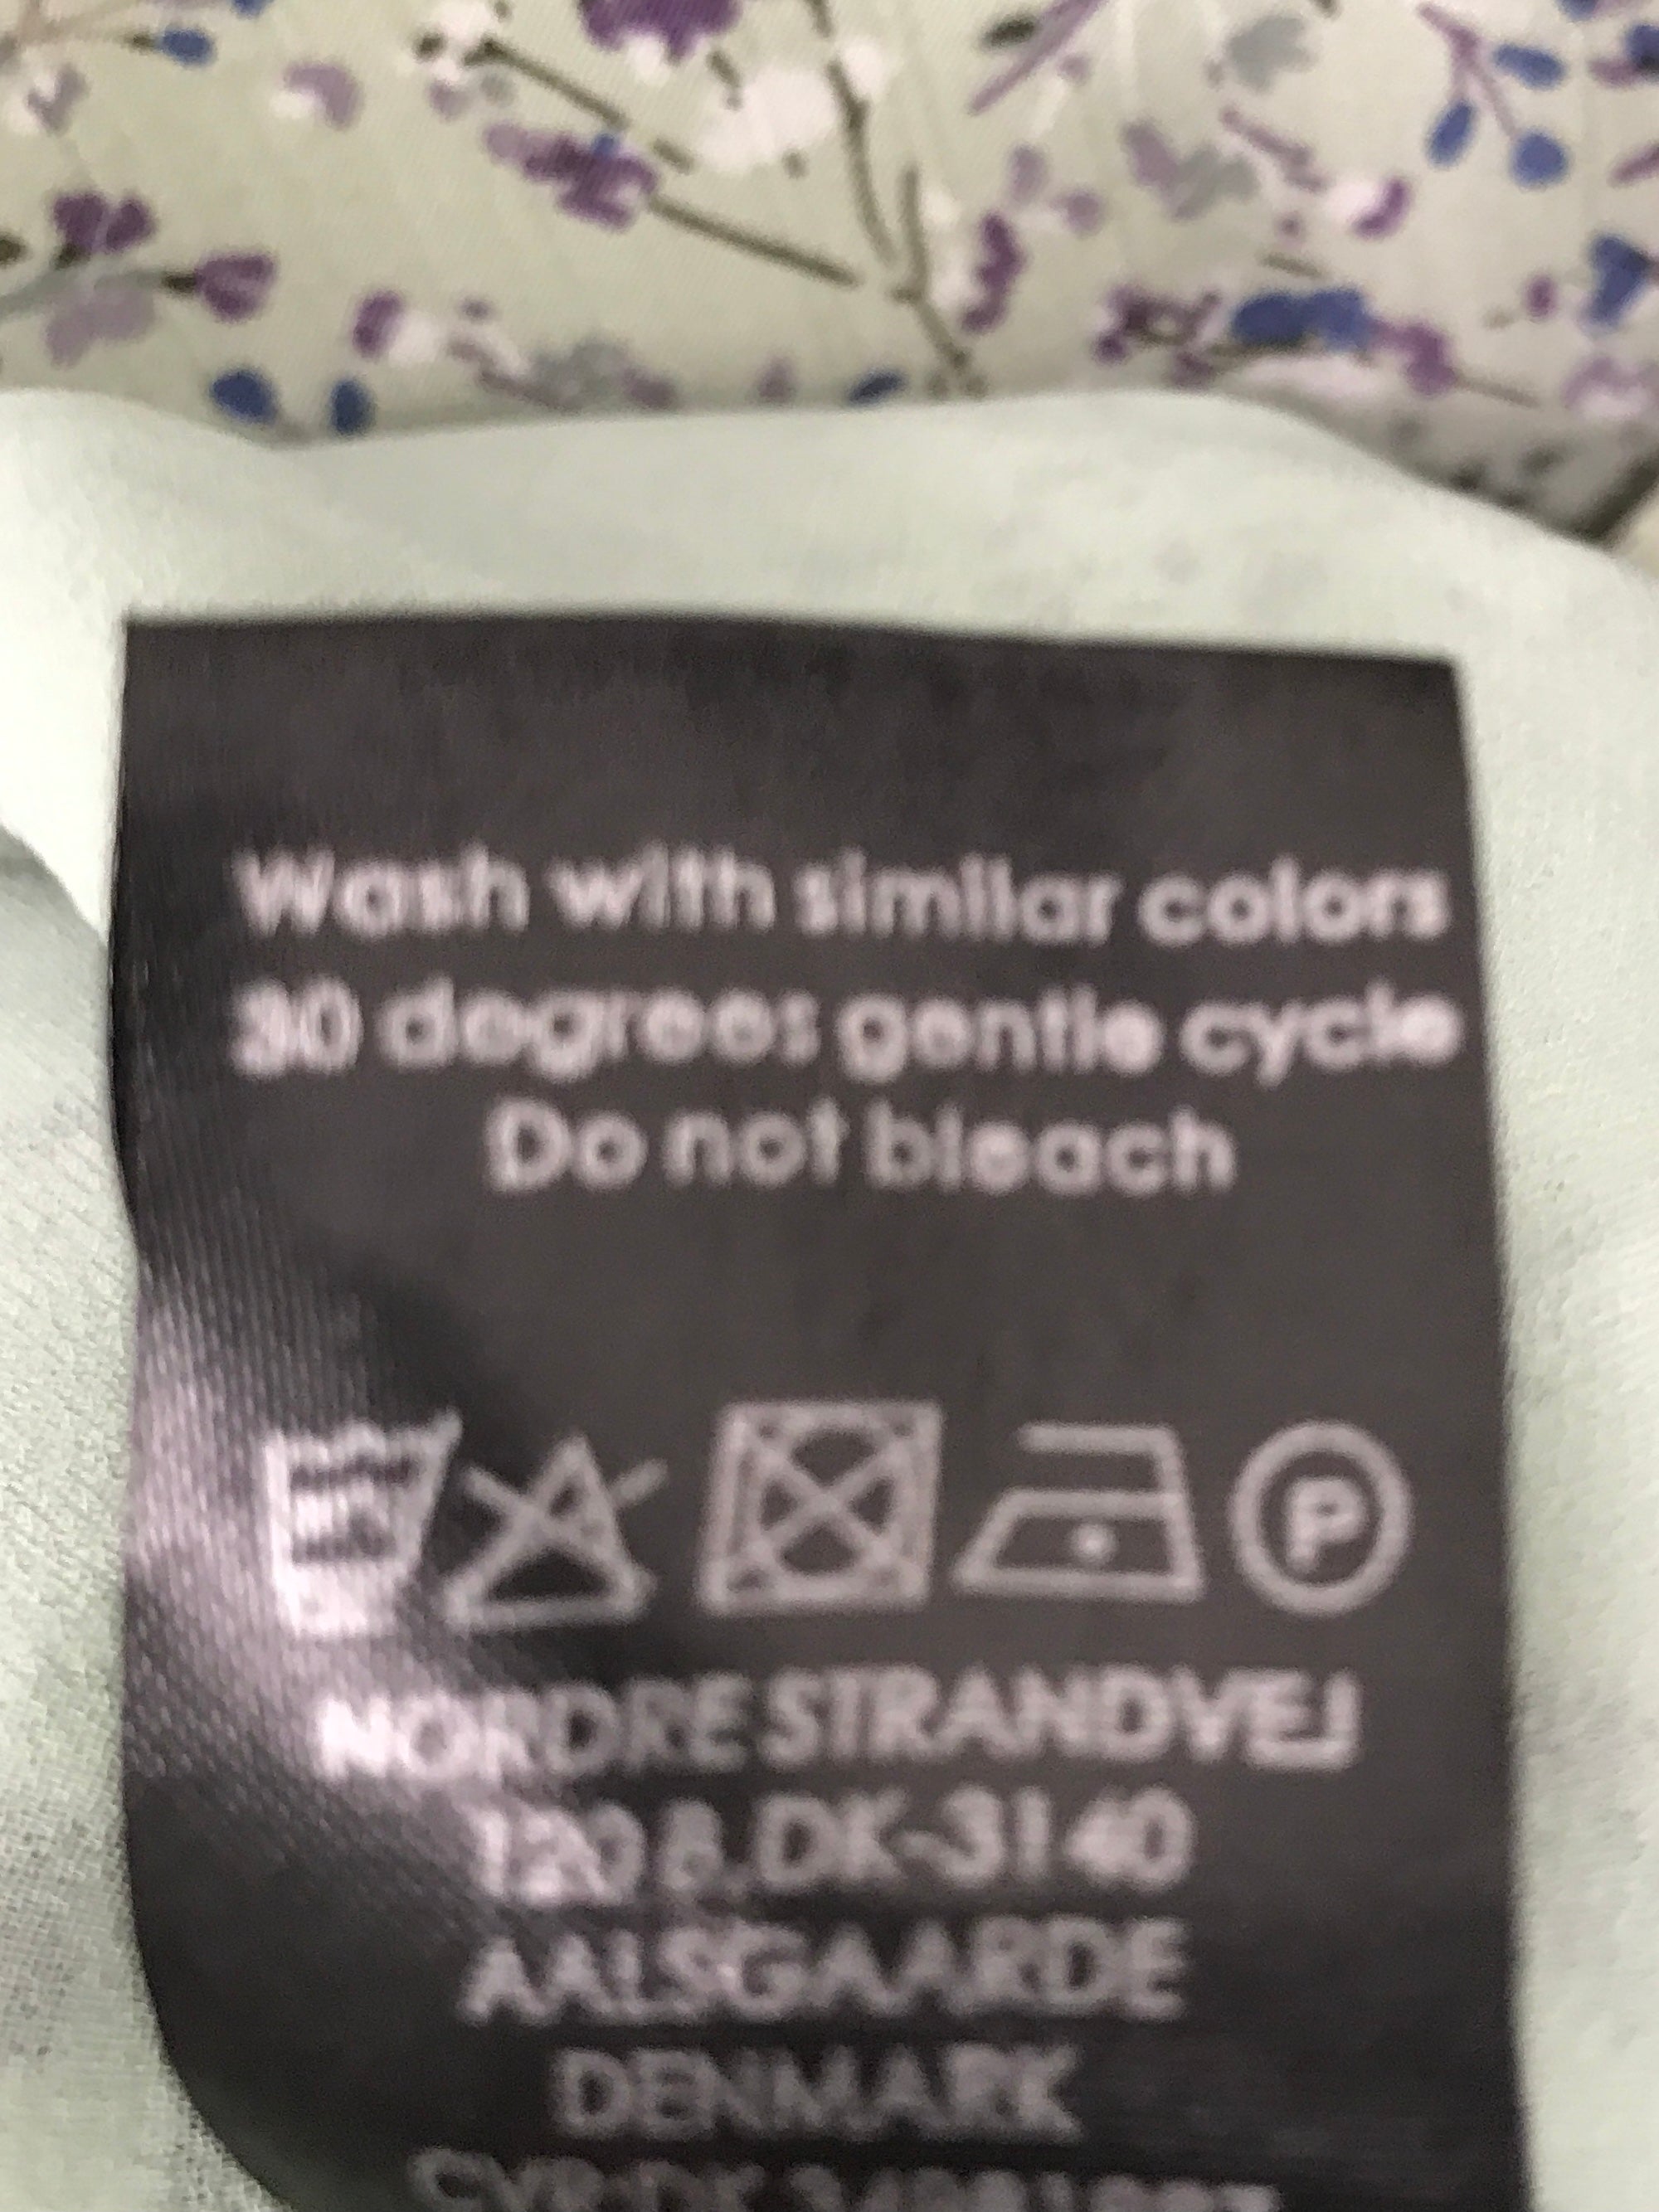 Wash with similar colors
30 degrees gentle cycle
Do not bleach
P
NORDRE STRANDVEJ
120 B, DK-3140
AALSGAARDE
DENMARK